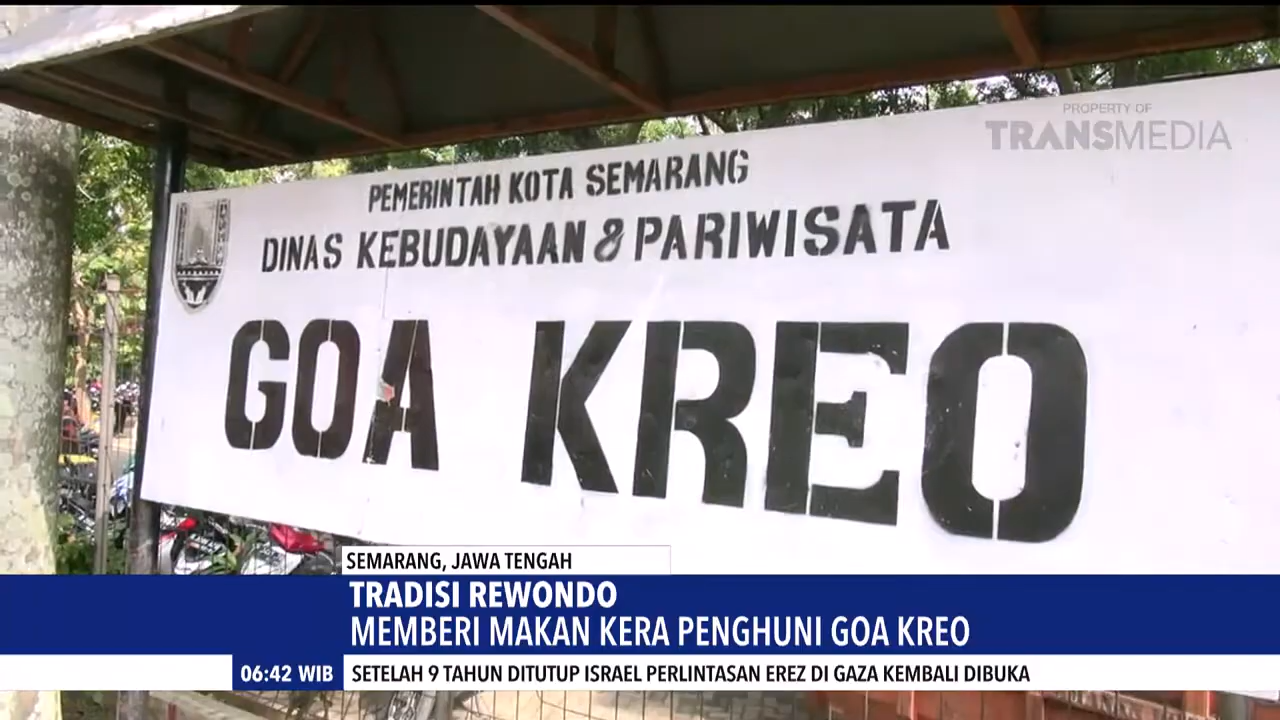 PROPERTY OF
TRANSMEDIA
PEMERINTAH KOTA SEMARANG
DINAS KEBUDAYAAN & PARIWISATA
GOA KREO
SEMARANG, JAWA TENGAH
TRADISI REWONDO
MEMBERI MAKAN KERA PENGHUNI GOA KREO
06:42 WIB SETELAH 9 TAHUN DITUTUP ISRAEL PERLINTASAN EREZ DI GAZA KEMBALI DIBUKA